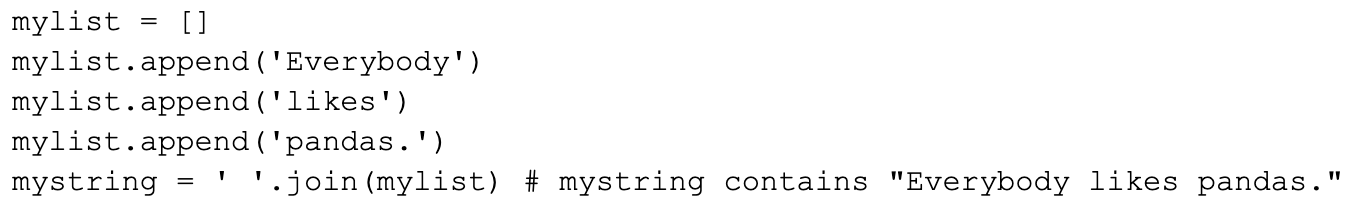 mylist = []
mylist.append('Everybody')
mylist.append('likes')
mylist.append('pandas.')
mystring = ' '.join(mylist) # mystring contains "Everybody likes pandas."